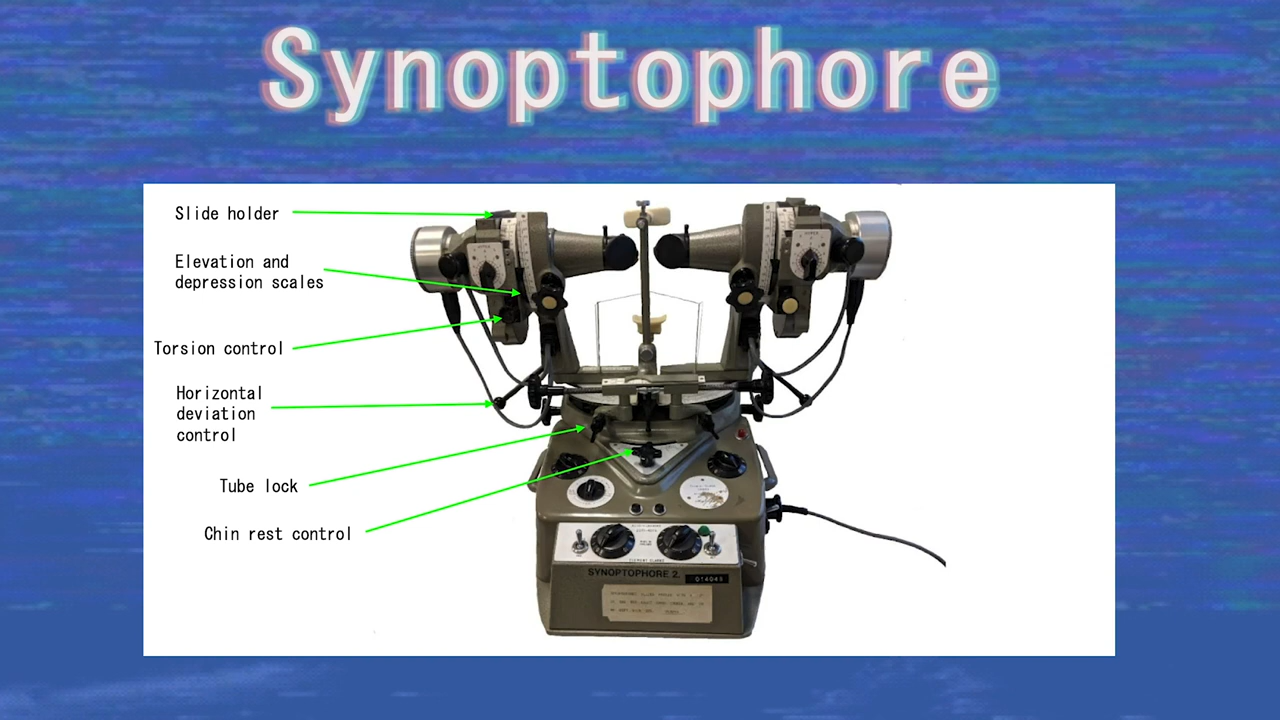 Synoptophore
Slide holder
Elevation and
depression scales
Torsion control
Horizontal
deviation
control
Tube lock
Chin rest control
SYNOPTOPHORE 2.
014048